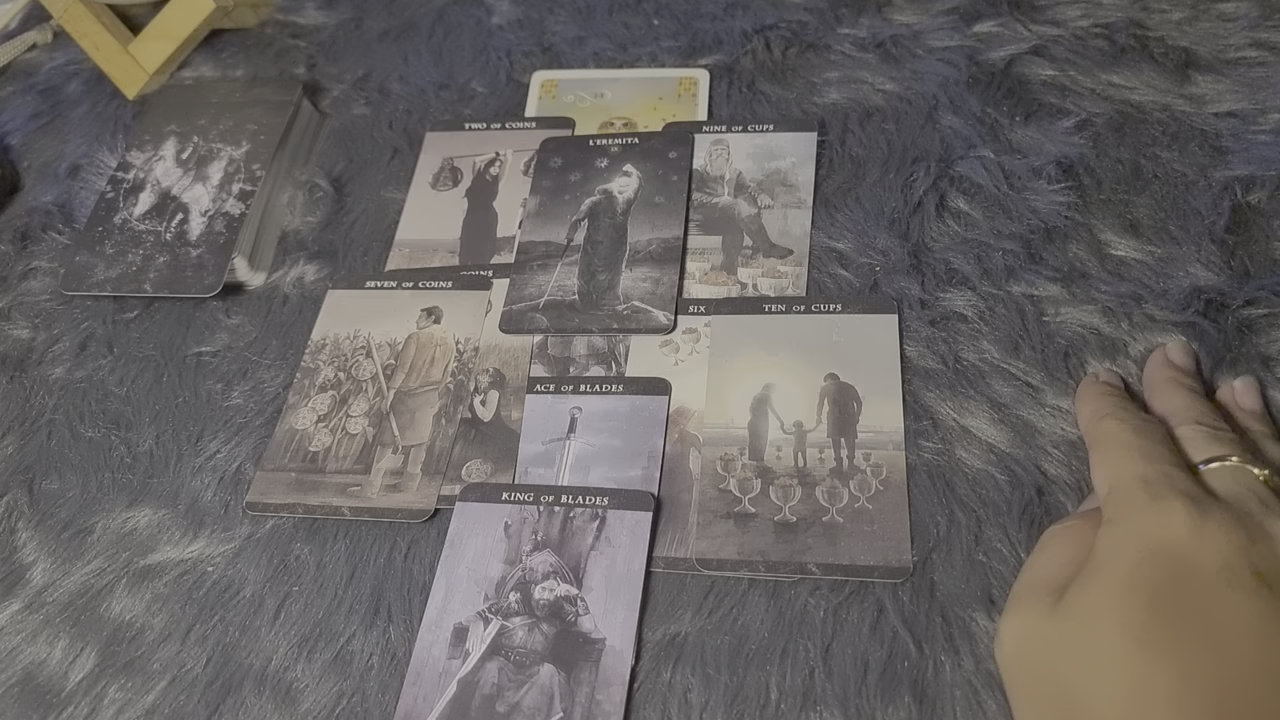 TWO OF COINS
NINE OF CUPS
L'EREMITA
IX
COINS
SEVEN OF COINS
SIX
TEN OF CUPS
ACE OF BLADES
KING OF BLADES